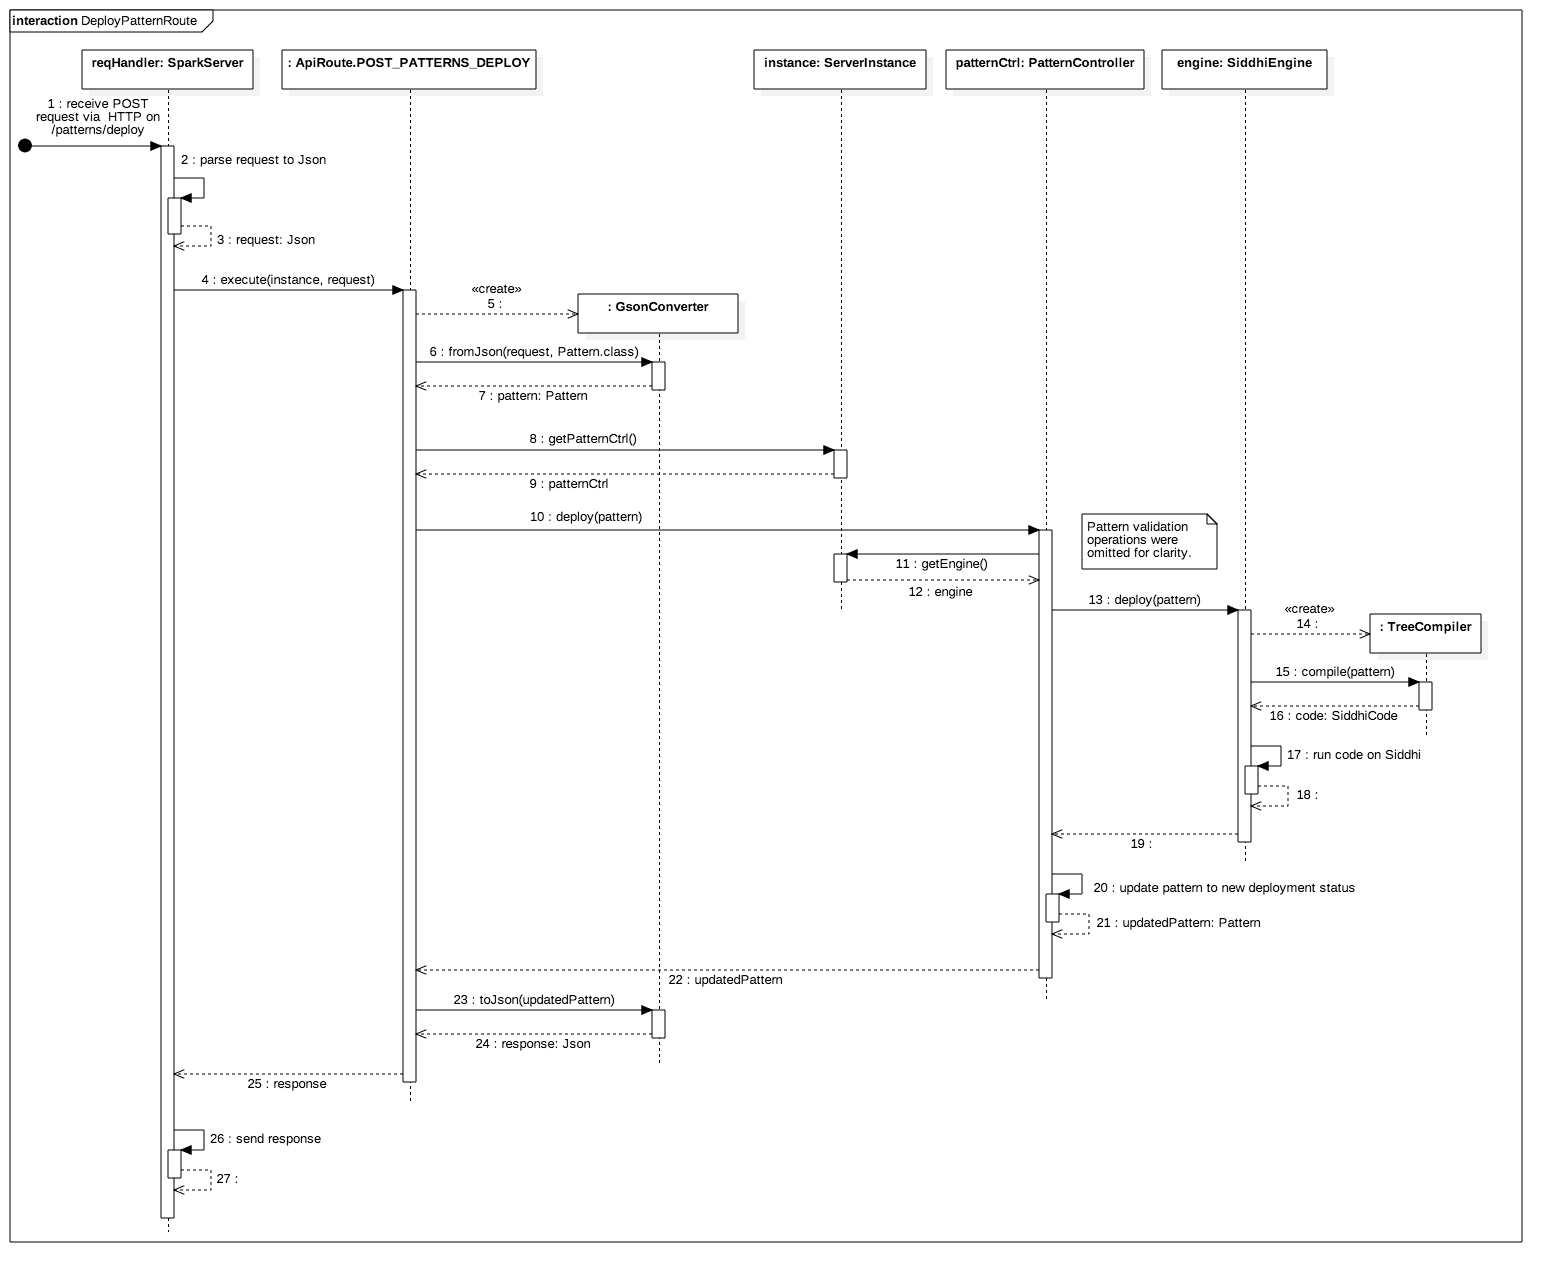 interaction DeployPatternRoute
reqHandler: SparkServer
: ApiRoute.POST_PATTERNS_DEPLOY
instance: ServerInstance
patternCtrl: PatternController
engine: SiddhiEngine
1 : receive POST
request via  HTTP on
/patterns/deploy
2 : parse request to Json
3 : request: Json
4 : execute(instance, request)
«create»
5 :
: GsonConverter
6 : fromJson(request, Pattern.class)
7 : pattern: Pattern
8 : getPatternCtrl()
9 : patternCtrl
10 : deploy(pattern)
Pattern validation
operations were
omitted for clarity.
11 : getEngine()
12 : engine
13 : deploy(pattern)
«create»
14 :
: TreeCompiler
15 : compile(pattern)
16 : code: SiddhiCode
17 : run code on Siddhi
18 :
19 :
20 : update pattern to new deployment status
21 : updatedPattern: Pattern
22 : updatedPattern
23 : toJson(updatedPattern)
24 : response: Json
25 : response
26 : send response
27 :